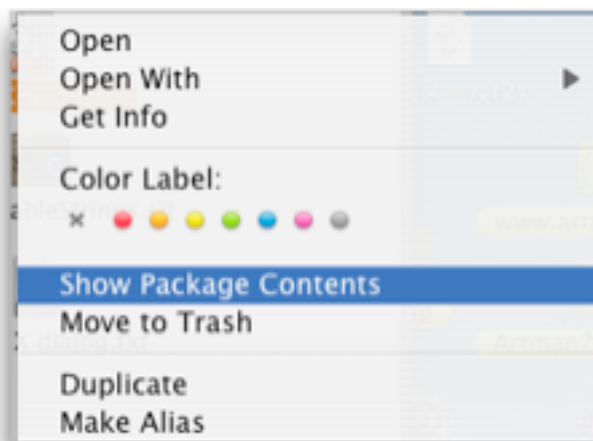 Open
Open With
Get Info
Color Label:
Show Package Contents
Move to Trash
Duplicate
Make Alias